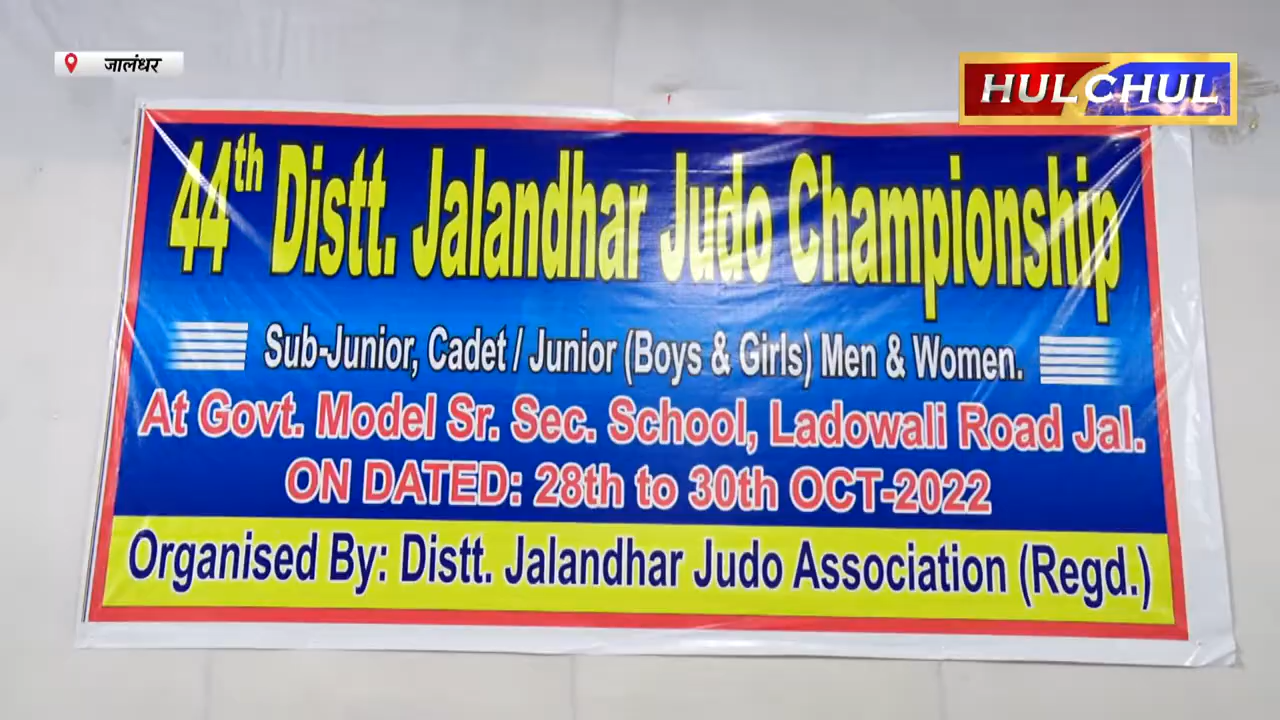 जालंधर
HULCHUL
44th Distt. Jalandhar Judo Championship
Sub-Junior, Cadet / Junior (Boys & Girls) Men & Women.
At Govt. Model Sr. Sec. School, Ladowali Road Jal.
ON DATED: 28th to 30th OCT-2022
Organised By: Distt. Jalandhar Judo Association (Regd.)